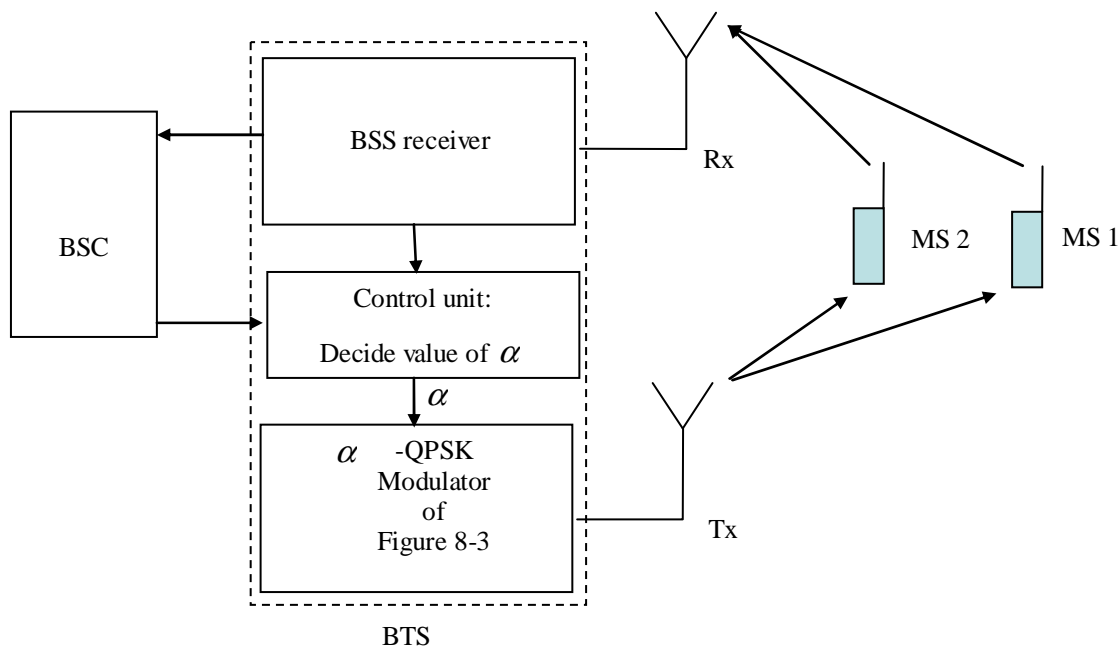 BSS receiver
Rx
BSC
MS 2
MS 1
Control unit:
Decide value of α
α
α -QPSK
Modulator
of
Figure 8-3
Tx
BTS